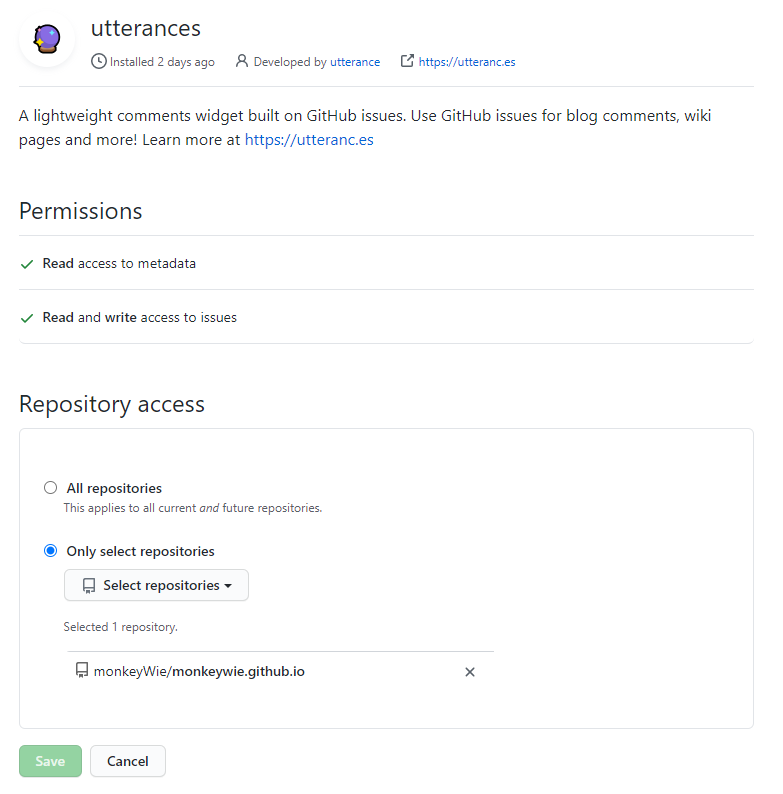 utterances
Installed 2 days ago Developed by utterance https://utteranc.es
A lightweight comments widget built on GitHub issues. Use GitHub issues for blog comments, wiki
pages and more! Learn more at https://utteranc.es
Permissions
Read access to metadata
Read and write access to issues
Repository access
All repositories
This applies to all current and future repositories.
Only select repositories
Select repositories
Selected 1 repository.
monkeyWie/monkeywie.github.io
Save Cancel